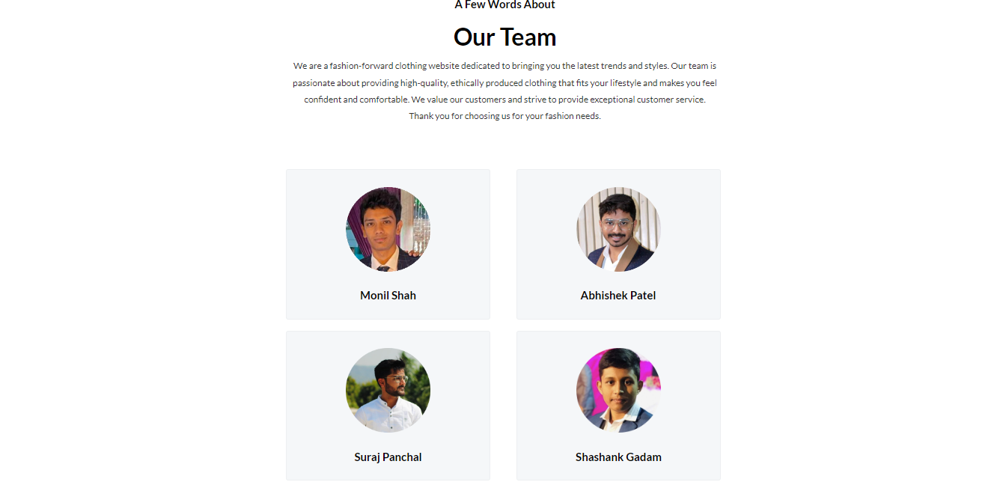 A Few Words About
Our Team
We are a fashion-forward clothing website dedicated to bringing you the latest trends and styles. Our team is
passionate about providing high-quality, ethically produced clothing that fits your lifestyle and makes you feel
confident and comfortable. We value our customers and strive to provide exceptional customer service.
Thank you for choosing us for your fashion needs.
Monil Shah
Abhishek Patel
Suraj Panchal
Shashank Gadam